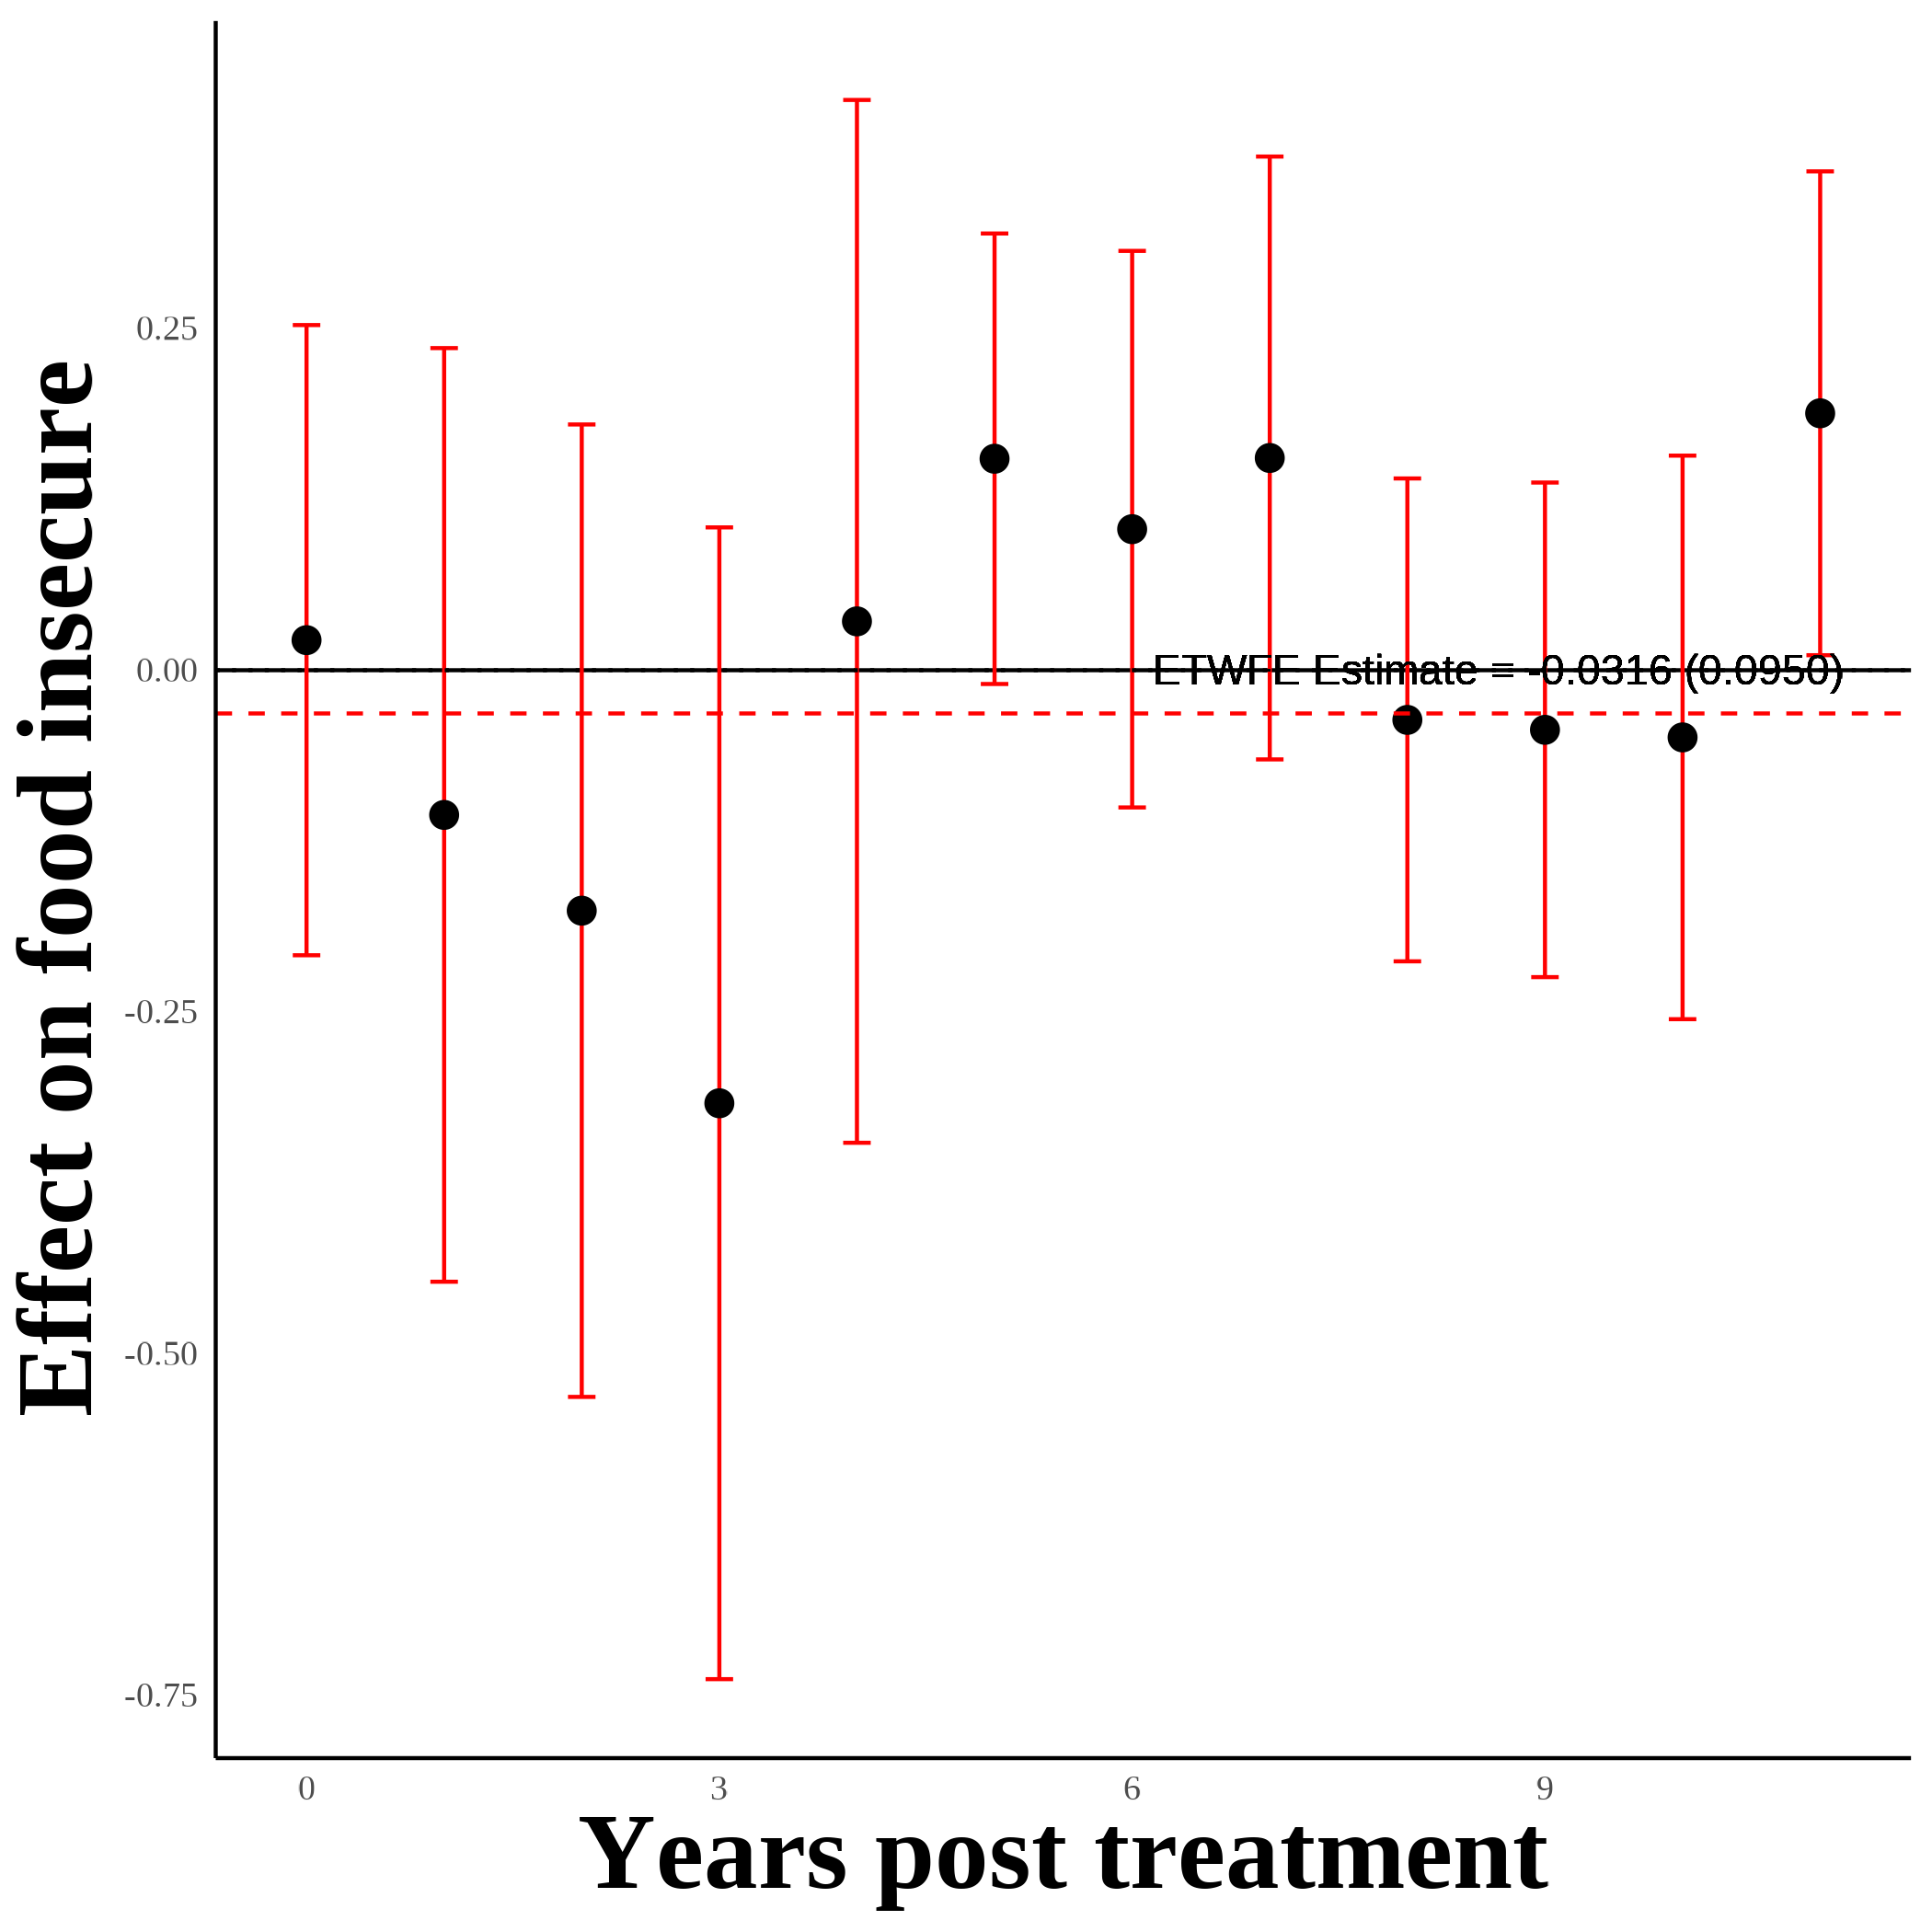 Effect on food insecure
0.25
0.00
-0.25
-0.50
-0.75
ETWFE Estimate = -0.0316 (0.0950)
0 3 6 9
Years post treatment